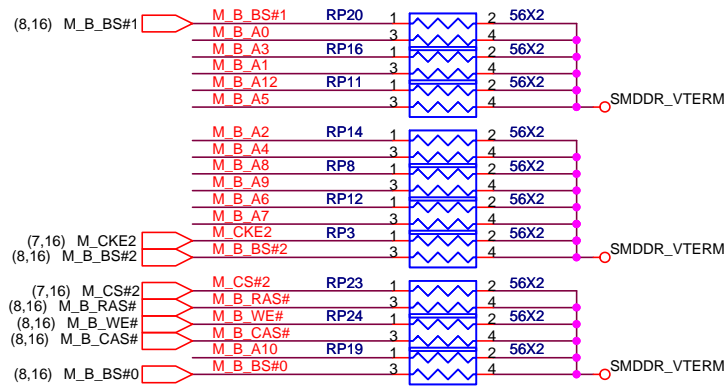 (8,16) M_B_BS#1 M_B_BS#1 RP20 1 2 56X2
M_B_A0 3 4
M_B_A3 RP16 1 2 56X2
M_B_A1 3 4
M_B_A12 RP11 1 2 56X2
M_B_A5 3 4 SMDDR_VTERM
M_B_A2 RP14 1 2 56X2
M_B_A4 3 4
M_B_A8 RP8 1 2 56X2
M_B_A9 3 4
M_B_A6 RP12 1 2 56X2
M_B_A7 3 4
(7,16) M_CKE2 M_CKE2 RP3 1 2 56X2
(8,16) M_B_BS#2 M_B_BS#2 3 4 SMDDR_VTERM
(7,16) M_CS#2 M_CS#2 RP23 1 2 56X2
(8,16) M_B_RAS# M_B_RAS# 3 4
(8,16) M_B_WE# M_B_WE# RP24 1 2 56X2
(8,16) M_B_CAS# M_B_CAS# 3 4
M_B_A10 RP19 1 2 56X2
(8,16) M_B_BS#0 M_B_BS#0 3 4 SMDDR_VTERM